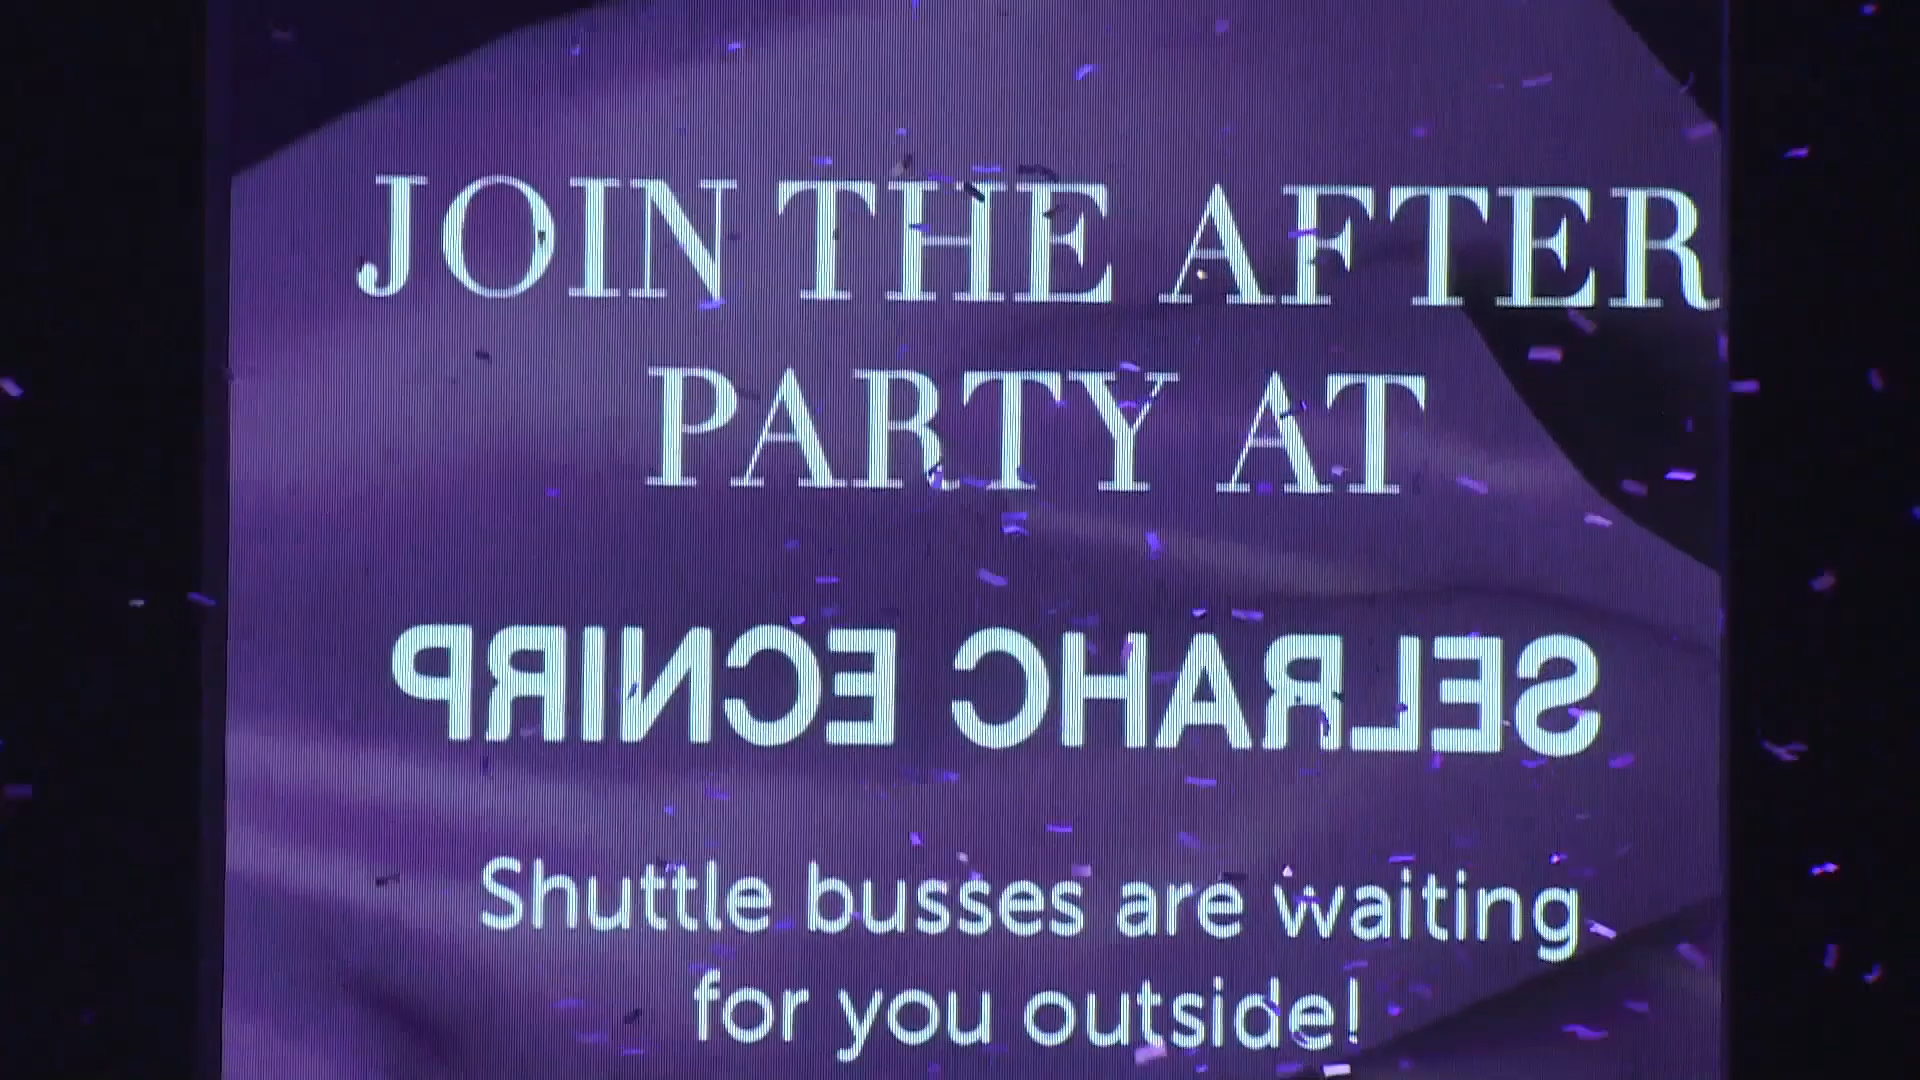 JOIN THE AFTER
PARTY AT
PRINCE CHARLES
Shuttle busses are waiting
for you outside!